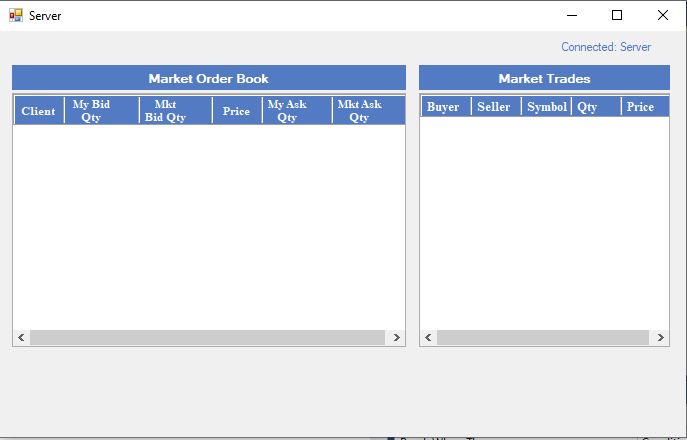 Server
Connected: Server
Market Order Book
Market Trades
Client
My Bid
Qty
Mkt
Bid Qty
Price
My Ask
Qty
Mkt Ask
Qty
Buyer
Seller
Symbol
Qty
Price